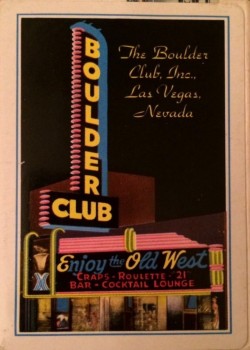 The Boulder
Club, Inc.,
Las Vegas,
Nevada
BOULDER
CLUB
Enjoy the Old West
CRAPS - ROULETTE - 21
BAR - COCKTAIL LOUNGE